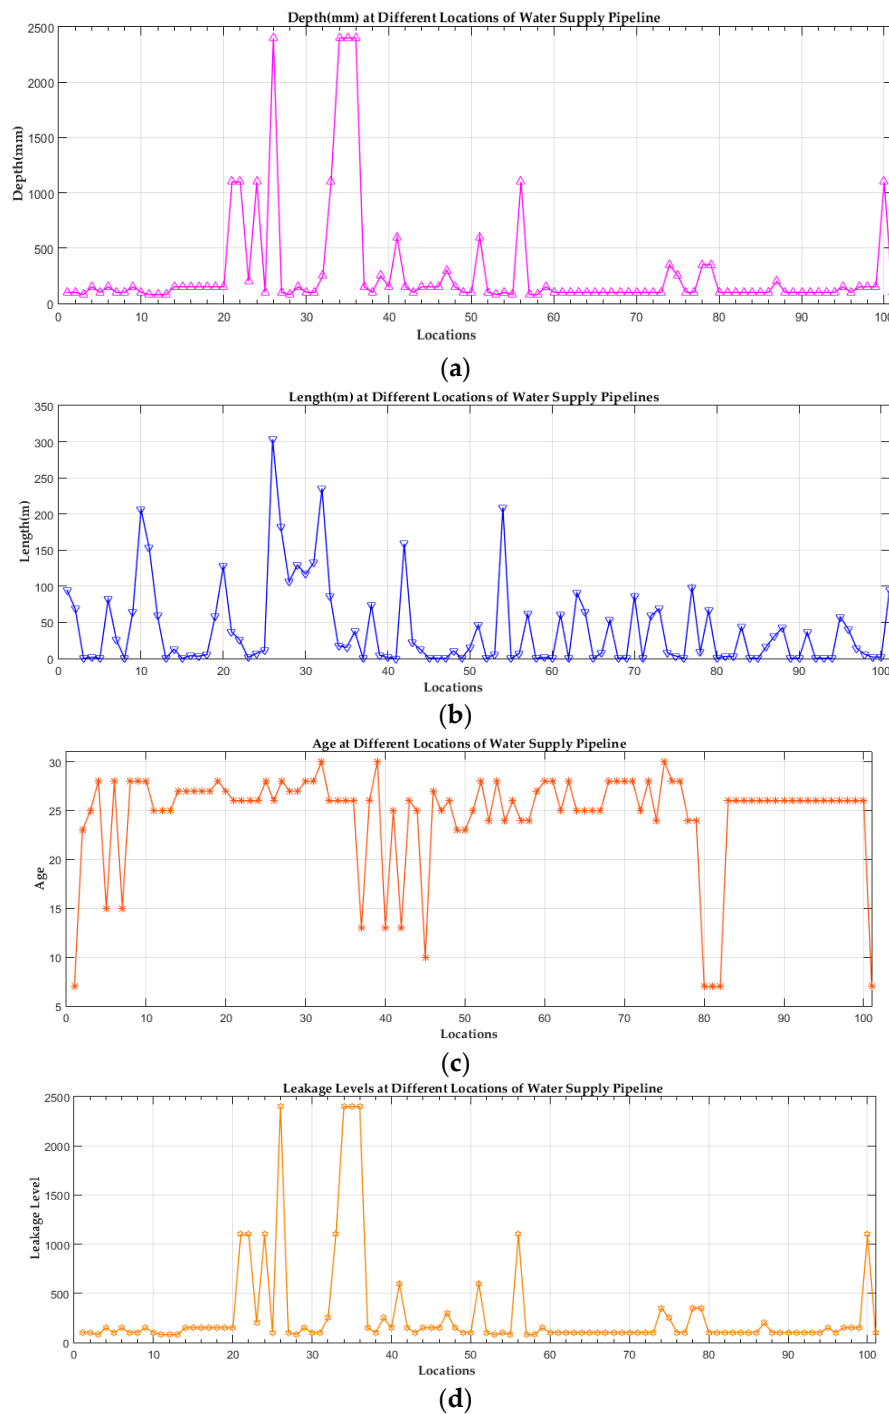 Depth(mm) at Different Locations of Water Supply Pipeline
2500
2000
1500
1000
500
0
Depth(mm)
0 10 20 30 40 50 60 70 80 90 100
Locations
(a)
Length(m) at Different Locations of Water Supply Pipelines
350
300
250
200
150
100
50
0
Length(m)
0 10 20 30 40 50 60 70 80 90 100
Locations
(b)
Age at Different Locations of Water Supply Pipeline
30
25
20
15
10
5
Age
0 10 20 30 40 50 60 70 80 90 100
Locations
(c)
Leakage Levels at Different Locations of Water Supply Pipeline
2500
2000
1500
1000
500
0
Leakage Level
0 10 20 30 40 50 60 70 80 90 100
Locations
(d)